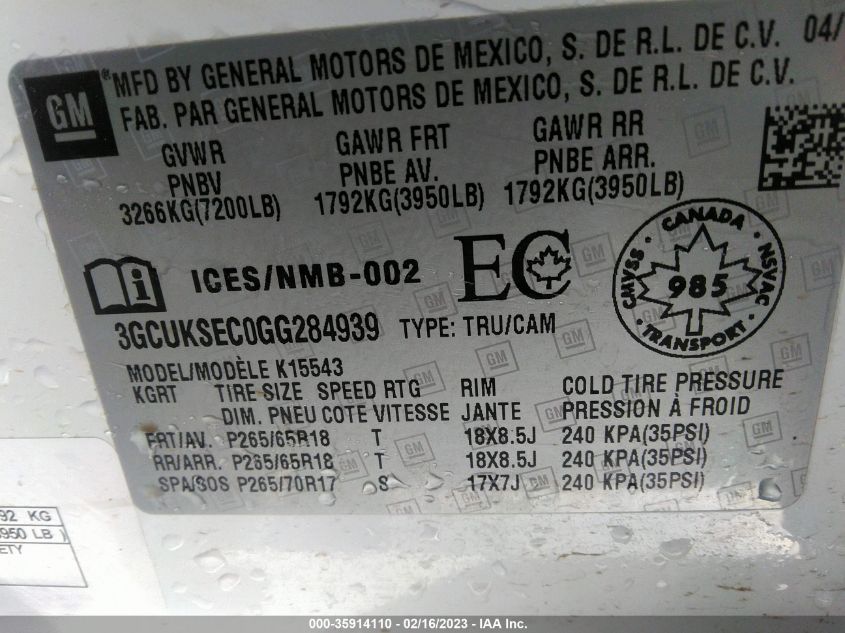 GM
® MFD BY GENERAL MOTORS DE MEXICO, S. DE R.L. DE C.V. 04/
FAB. PAR GENERAL MOTORS DE MEXICO, S. DE R.L. DE C.V.
GVWR GAWR FRT GAWR RR
PNBV PNBE AV. PNBE ARR.
3266KG(7200LB) 1792KG(3950LB) 1792KG(3950LB)
i ICES/NMB-002 EC
CANADA
CMVSS NSVAC
985
TRANSPORT
3GCUKSEC0GG284939 TYPE: TRU/CAM
MODEL/MODÈLE K15543
KGRT TIRE SIZE SPEED RTG RIM COLD TIRE PRESSURE
DIM. PNEU COTE VITESSE JANTE PRESSION À FROID
FRT/AV. P265/65R18 T 18X8.5J 240 KPA(35PSI)
RR/ARR. P265/65R18 T 18X8.5J 240 KPA(35PSI)
SPA/SOS P265/70R17 S 17X7J 240 KPA(35PSI)
92 KG
950 LB )
ETY
000-35914110 - 02/16/2023 - IAA Inc.